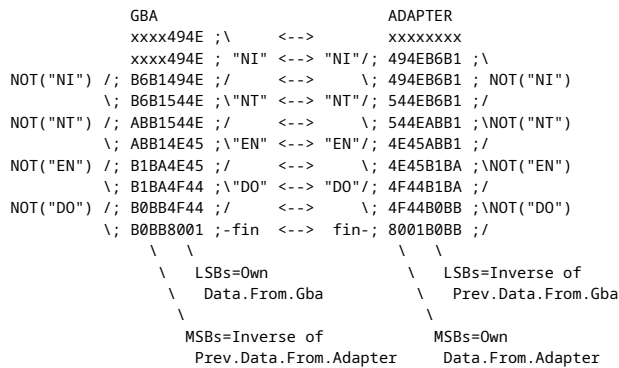 GBA                         ADAPTER
                xxxx494E ;\     <-->        xxxxxxxx
                xxxx494E ; "NI" <--> "NI"/; 494EB6B1 ;\
NOT("NI") /; B6B1494E ;/     <-->     \; 494EB6B1 ; NOT("NI")
          \; B6B1544E ;\"NT" <--> "NT"/; 544EB6B1 ;/
NOT("NT") /; ABB1544E ;/     <-->     \; 544EABB1 ;\NOT("NT")
          \; ABB14E45 ;\"EN" <--> "EN"/; 4E45ABB1 ;/
NOT("EN") /; B1BA4E45 ;/     <-->     \; 4E45B1BA ;\NOT("EN")
          \; B1BA4F44 ;\"DO" <--> "DO"/; 4F44B1BA ;/
NOT("DO") /; B0BB4F44 ;/     <-->     \; 4F44B0BB ;\NOT("DO")
          \; B0BB8001 ;-fin  <-->  fin-; 8001B0BB ;/
               \   \                      \   \
                \   LSBs=Own               \   LSBs=Inverse of
                 \   Data.From.Gba          \   Prev.Data.From.Gba
                  \                          \
                   MSBs=Inverse of            MSBs=Own
                    Prev.Data.From.Adapter     Data.From.Adapter